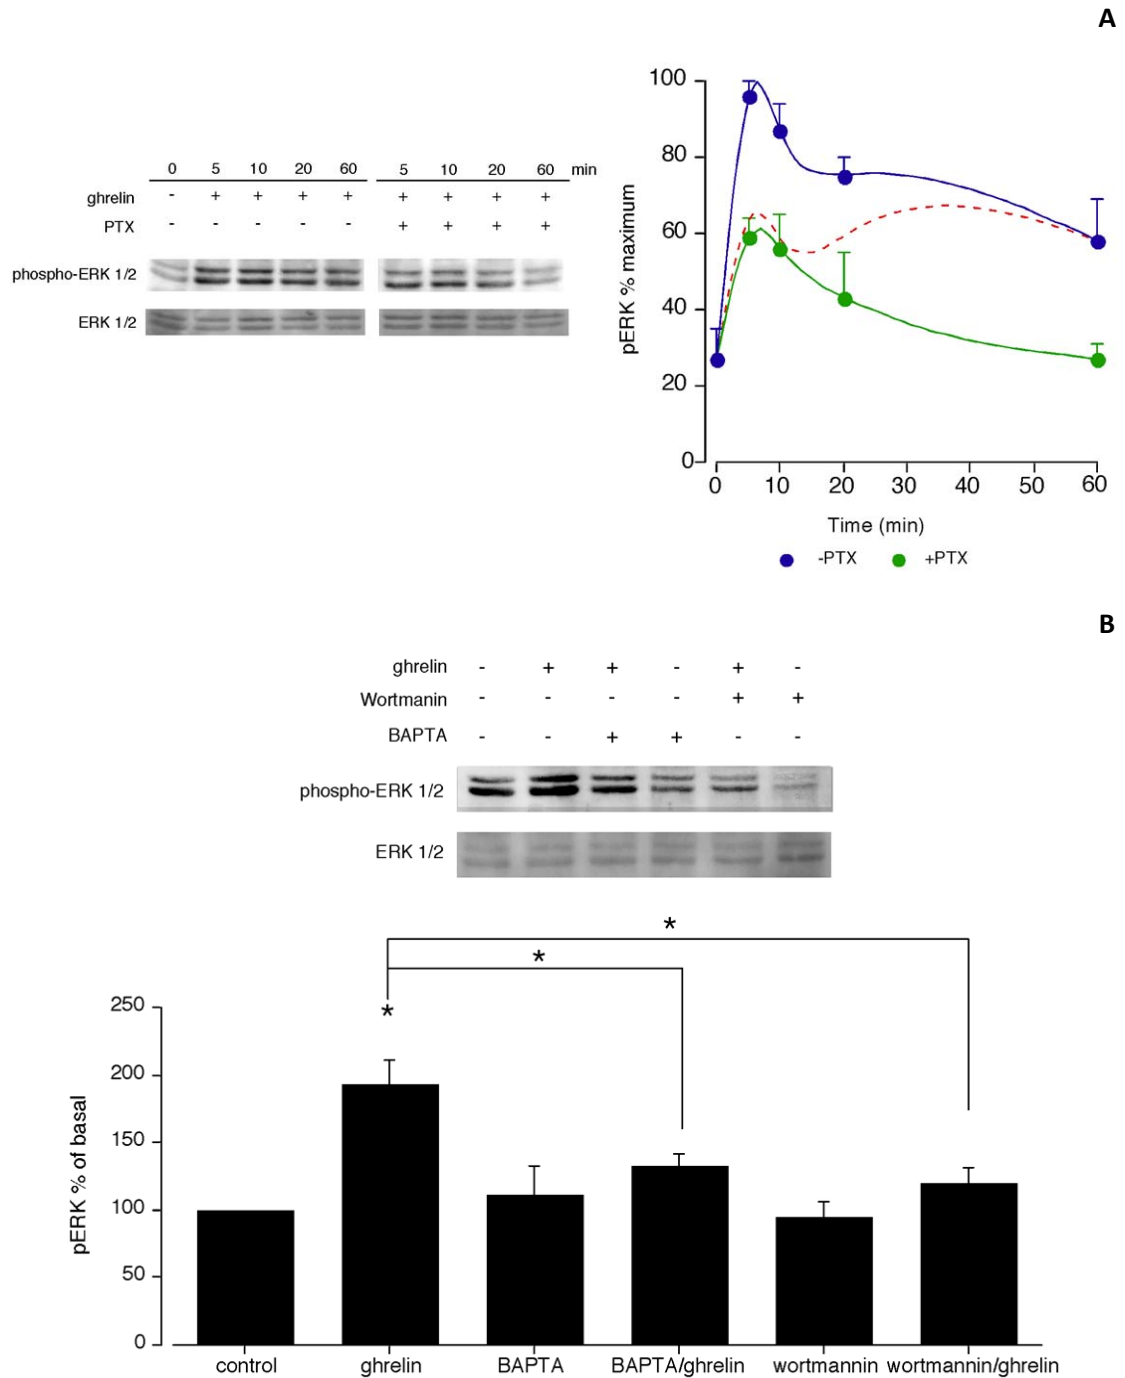 A
0 5 10 20 60 5 10 20 60 min
ghrelin - + + + + + + + +
PTX - - - - - + + + +
phospho-ERK 1/2
ERK 1/2
pERK % maximum
100
80
60
40
20
0
0 10 20 30 40 50 60
Time (min)
-PTX +PTX
B
ghrelin - + + - + -
Wortmanin - - - - + +
BAPTA - - + + - -
phospho-ERK 1/2
ERK 1/2
*
*
*
pERK % of basal
250
200
150
100
50
0
control ghrelin BAPTA BAPTA/ghrelin wortmannin wortmannin/ghrelin